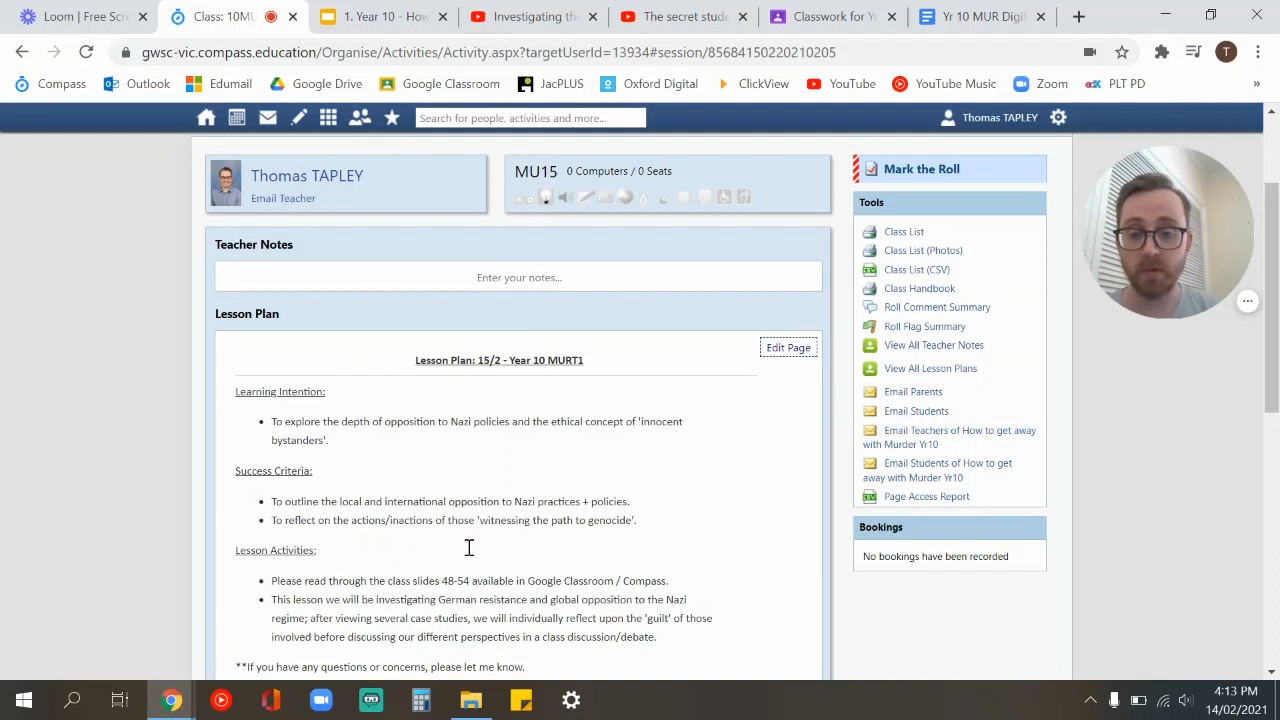 Loom | Free Scre
Class: 10MU
1. Year 10 - How
Investigating the
The secret stude
Classwork for Y
Yr 10 MUR Digi
gwsc-vic.compass.education/Organise/Activities/Activity.aspx?targetUserId=13934#session/85684150220210205
T
Compass
Outlook
Edumail
Google Drive
Google Classroom
JacPLUS
Oxford Digital
ClickView
YouTube
YouTube Music
Zoom
PLT PD
»
Search for people, activities and more...
Thomas TAPLEY
Thomas TAPLEY
Email Teacher
MU15 0 Computers / 0 Seats
Teacher Notes
Enter your notes...
Lesson Plan
Edit Page
Lesson Plan: 15/2 - Year 10 MURT1
Learning Intention:
• To explore the depth of opposition to Nazi policies and the ethical concept of 'innocent
bystanders'.
Success Criteria:
• To outline the local and international opposition to Nazi practices + policies.
• To reflect on the actions/inactions of those 'witnessing the path to genocide'.
Lesson Activities:
• Please read through the class slides 48-54 available in Google Classroom / Compass.
• This lesson we will be investigating German resistance and global opposition to the Nazi
regime; after viewing several case studies, we will individually reflect upon the 'guilt' of those
involved before discussing our different perspectives in a class discussion/debate.
**If you have any questions or concerns, please let me know.
Mark the Roll
Tools
Class List
Class List (Photos)
Class List (CSV)
Class Handbook
Roll Comment Summary
Roll Flag Summary
View All Teacher Notes
View All Lesson Plans
Email Parents
Email Students
Email Teachers of How to get away
with Murder Yr10
Email Students of How to get
away with Murder Yr10
Page Access Report
Bookings
No bookings have been recorded
4:13 PM
14/02/2021